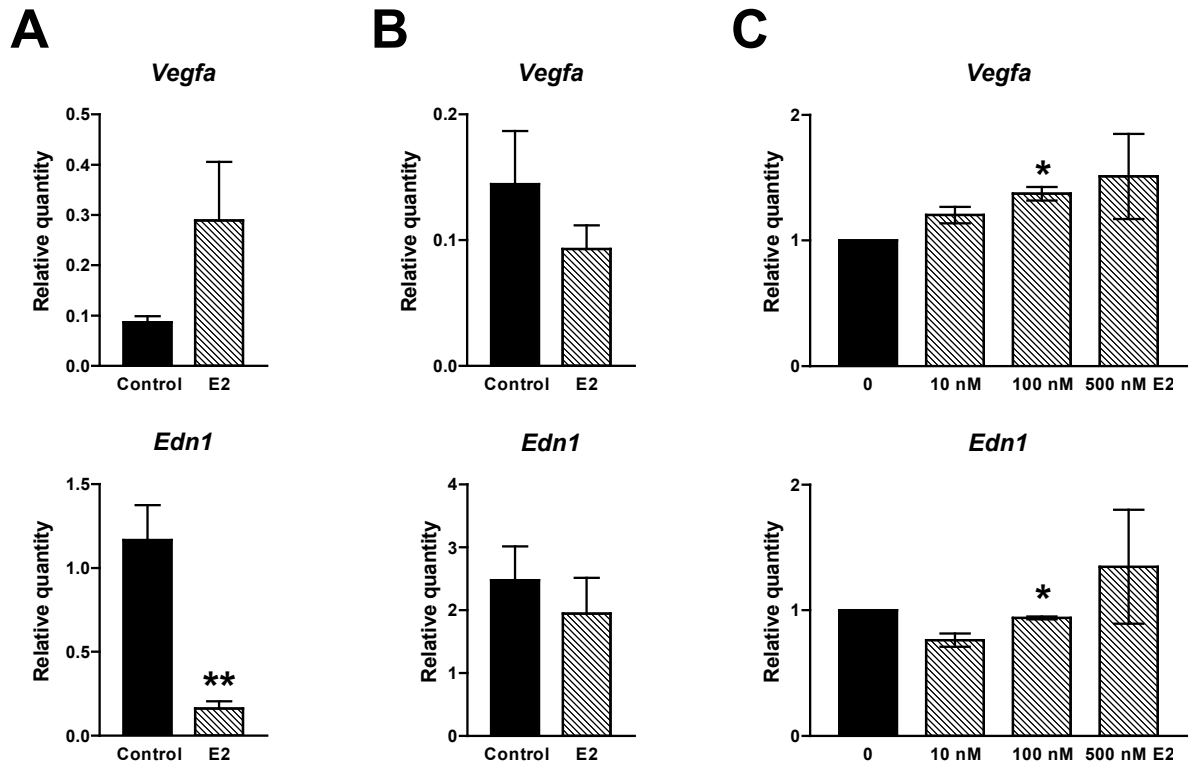 A
B
C
Vegfa
Vegfa
Vegfa
Relative quantity
0.5
0.4
0.3
0.2
0.1
0.0
Control E2
Relative quantity
0.2
0.1
0.0
Control E2
Relative quantity
2
1
0
*
0 10 nM 100 nM 500 nM E2
Edn1
Edn1
Edn1
Relative quantity
1.5
1.0
0.5
0.0
**
Control E2
Relative quantity
4
3
2
1
0
Control E2
Relative quantity
2
1
0
*
0 10 nM 100 nM 500 nM E2